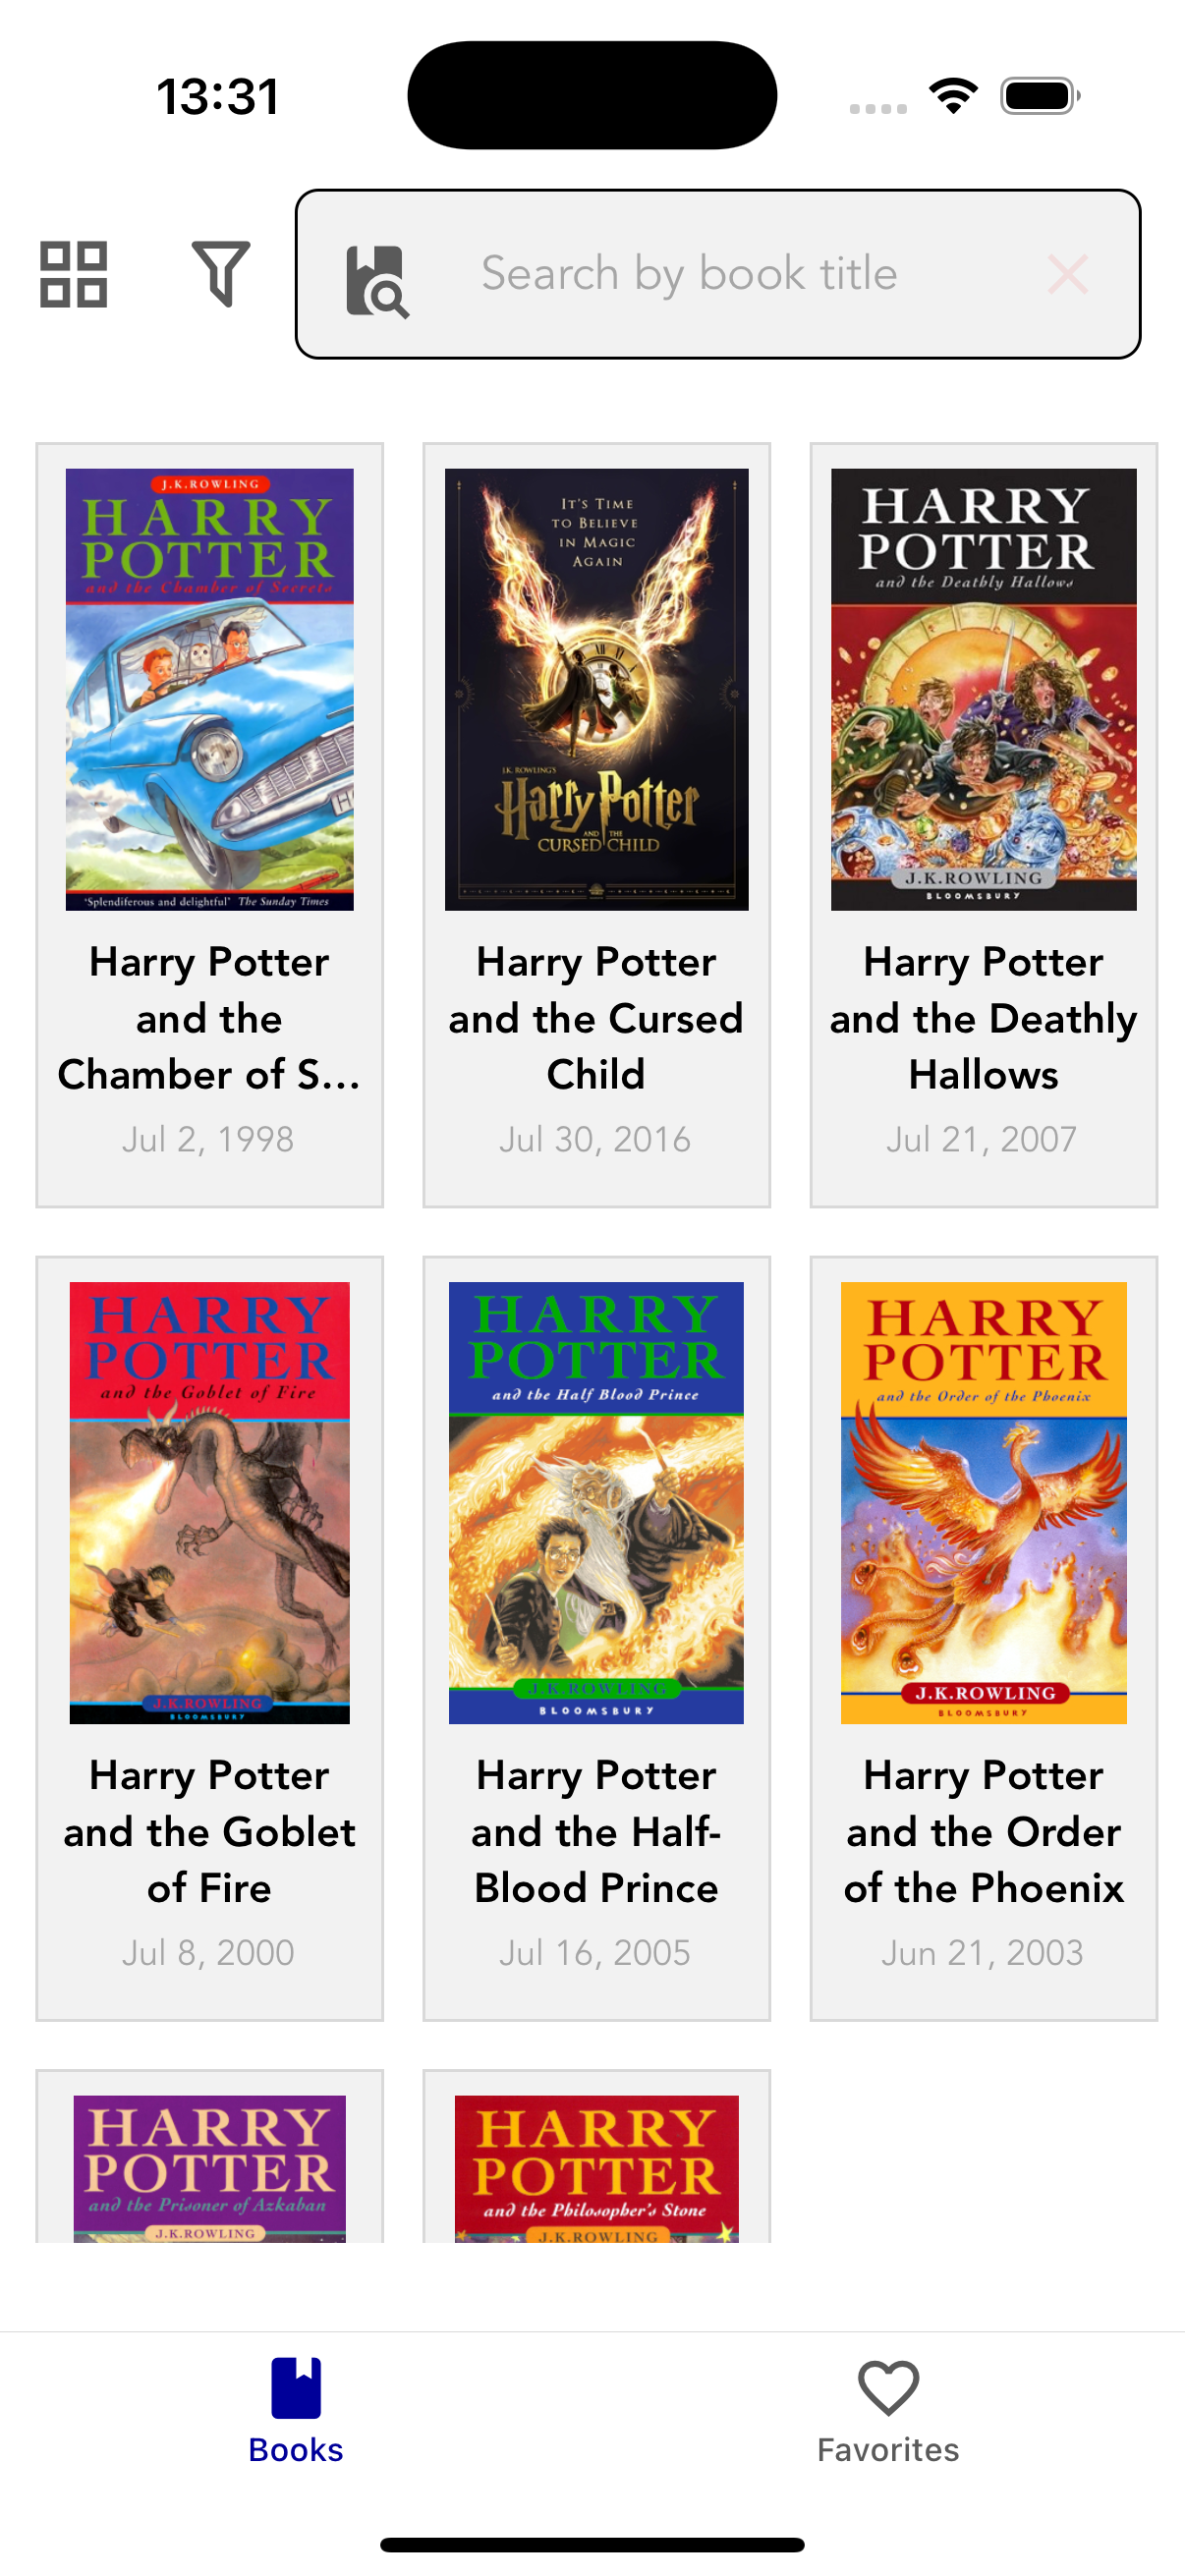 13:31
Search by book title
J.K.ROWLING
HARRY
POTTER
and the Chamber of Secrets
'Splendiferous and delightful' The Sunday Times
Harry Potter
and the
Chamber of S...
Jul 2, 1998
IT'S TIME
TO BELIEVE
IN MAGIC
AGAIN
J.K. ROWLING'S
Harry Potter
AND THE
CURSED CHILD
Harry Potter
and the Cursed
Child
Jul 30, 2016
HARRY
POTTER
and the Deathly Hallows
J.K.ROWLING
BLOOMSBURY
Harry Potter
and the Deathly
Hallows
Jul 21, 2007
HARRY
POTTER
and the Goblet of Fire
J.K.ROWLING
BLOOMSBURY
Harry Potter
and the Goblet
of Fire
Jul 8, 2000
HARRY
POTTER
and the Half Blood Prince
J.K.ROWLING
BLOOMSBURY
Harry Potter
and the Half-
Blood Prince
Jul 16, 2005
HARRY
POTTER
and the Order of the Phoenix
J.K.ROWLING
BLOOMSBURY
Harry Potter
and the Order
of the Phoenix
Jun 21, 2003
HARRY
POTTER
and the Prisoner of Azkaban
J.K.ROWLING
HARRY
POTTER
and the Philosopher's Stone
J.K.ROWLING
Books
Favorites